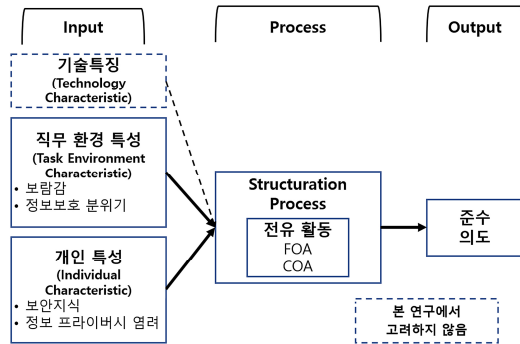 Input
Process
Output
기술특징
(Technology
Characteristic)
직무 환경 특성
(Task Environment
Characteristic)
• 보람감
• 정보보호 분위기
개인 특성
(Individual
Characteristic)
• 보안지식
• 정보 프라이버시 염려
Structuration
Process
전유 활동
FOA
COA
준수
의도
본 연구에서
고려하지 않음